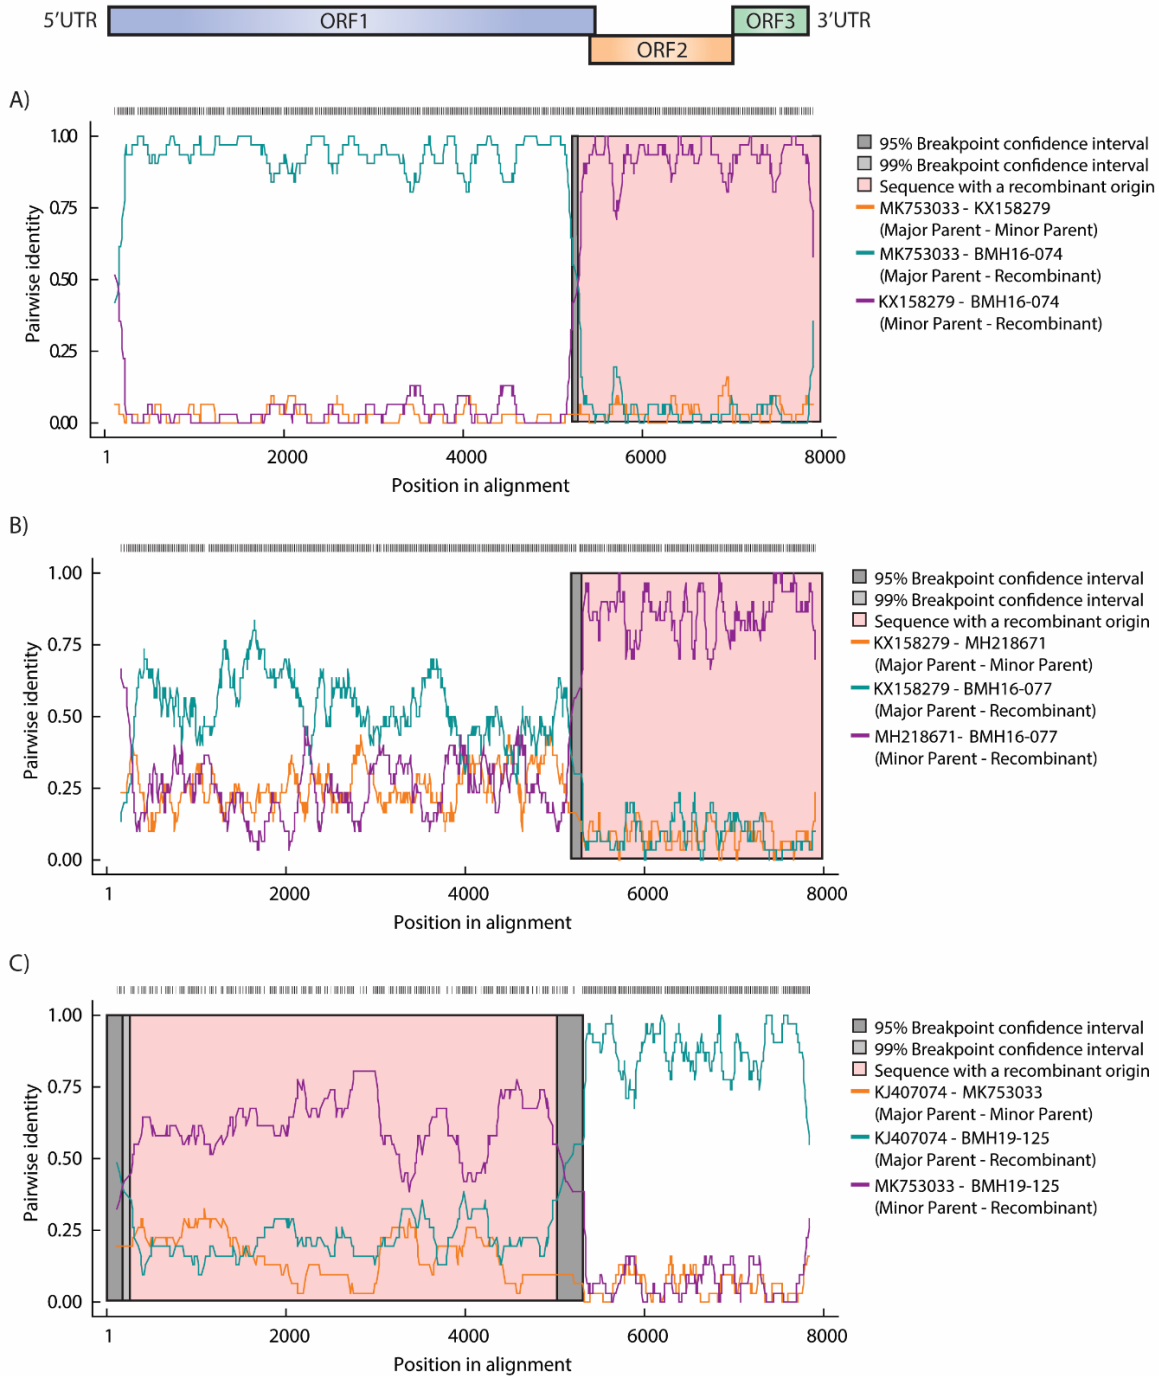 5'UTR ORF1 ORF3 3'UTR
ORF2
A)
1.00
0.75
0.50
0.25
0.00
Pairwise identity
1 2000 4000 6000 8000
Position in alignment
95% Breakpoint confidence interval
99% Breakpoint confidence interval
Sequence with a recombinant origin
MK753033 - KX158279
(Major Parent - Minor Parent)
MK753033 - BMH16-074
(Major Parent - Recombinant)
KX158279 - BMH16-074
(Minor Parent - Recombinant)
B)
1.00
0.75
0.50
0.25
0.00
Pairwise identity
1 2000 4000 6000 8000
Position in alignment
95% Breakpoint confidence interval
99% Breakpoint confidence interval
Sequence with a recombinant origin
KX158279 - MH218671
(Major Parent - Minor Parent)
KX158279 - BMH16-077
(Major Parent - Recombinant)
MH218671- BMH16-077
(Minor Parent - Recombinant)
C)
1.00
0.75
0.50
0.25
0.00
Pairwise identity
1 2000 4000 6000 8000
Position in alignment
95% Breakpoint confidence interval
99% Breakpoint confidence interval
Sequence with a recombinant origin
KJ407074 - MK753033
(Major Parent - Minor Parent)
KJ407074 - BMH19-125
(Major Parent - Recombinant)
MK753033 - BMH19-125
(Minor Parent - Recombinant)